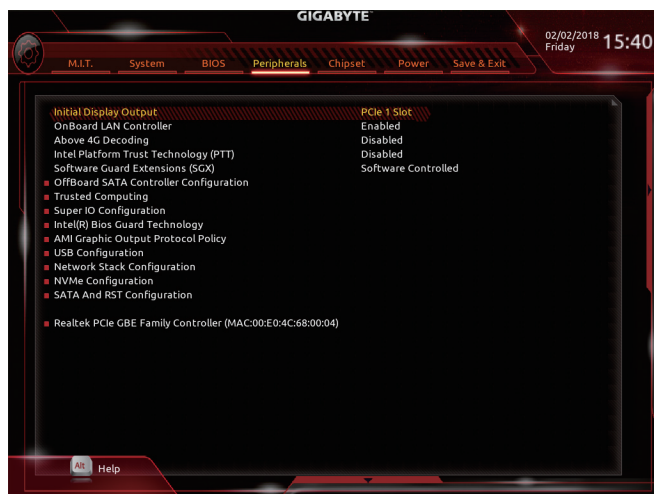 GIGABYTE
02/02/2018
Friday
15:40
M.I.T. System BIOS Peripherals Chipset Power Save & Exit
Initial Display Output PCIe 1 Slot
OnBoard LAN Controller Enabled
Above 4G Decoding Disabled
Intel Platform Trust Technology (PTT) Disabled
Software Guard Extensions (SGX) Software Controlled
OffBoard SATA Controller Configuration
Trusted Computing
Super IO Configuration
Intel(R) Bios Guard Technology
AMI Graphic Output Protocol Policy
USB Configuration
Network Stack Configuration
NVMe Configuration
SATA And RST Configuration
Realtek PCIe GBE Family Controller (MAC:00:E0:4C:68:00:04)
Alt Help